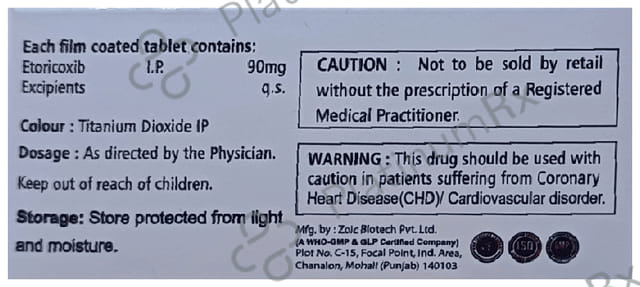 Each film coated tablet contains:
Etoricoxib I.P. 90mg
Excipients q.s.
Colour : Titanium Dioxide IP
Dosage : As directed by the Physician.
Keep out of reach of children.
Storage: Store protected from light
and moisture.
CAUTION : Not to be sold by retail
without the prescription of a Registered
Medical Practitioner.
WARNING : This drug should be used with
caution in patients suffering from Coronary
Heart Disease(CHD)/ Cardiovascular disorder.
Mfg. by : Zoic Biotech Pvt. Ltd.
(A WHO-GMP & GLP Certified Company)
Plot No. C-15, Focal Point, Ind. Area,
Chanalon, Mohali (Punjab) 140103
ISO
PlatinumRx